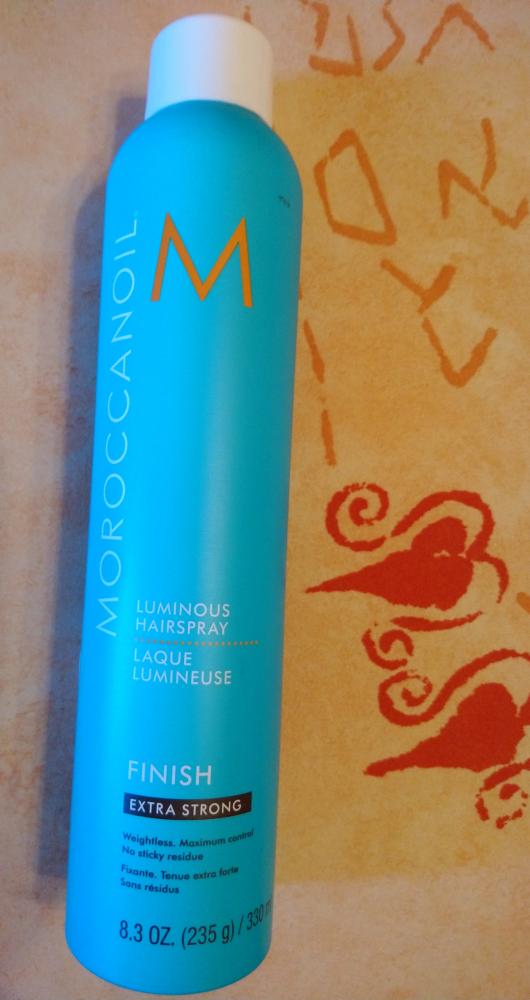 M
MOROCCANOIL
LUMINOUS
HAIRSPRAY
LAQUE
LUMINEUSE
FINISH
EXTRA STRONG
Weightless. Maximum control
No sticky residue
Fixante. Tenue extra forte
Sans résidus
8.3 OZ. (235 g) / 330